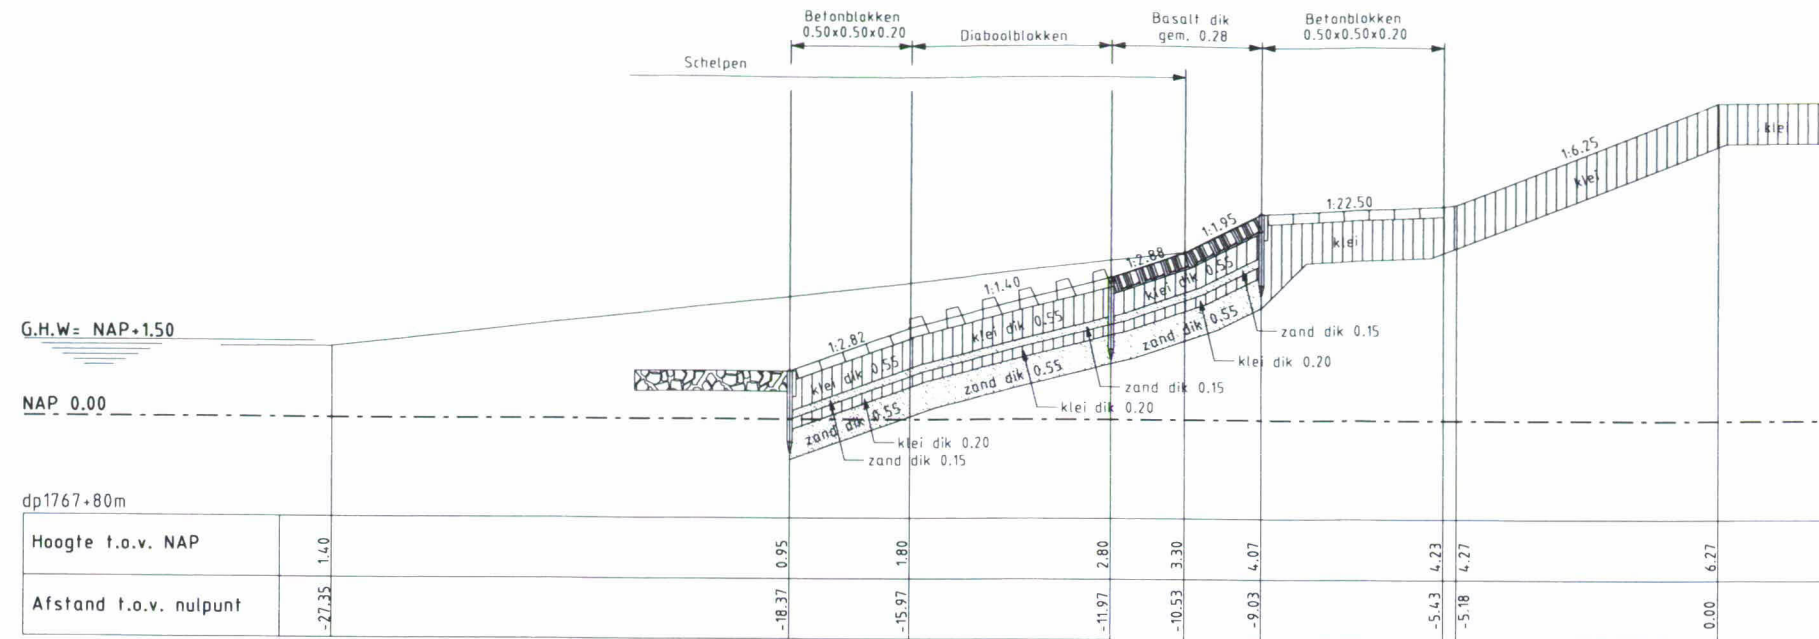 Betonblokken
0.50x0.50x0.20
Diaboolblokken
Basalt dik
gem. 0.28
Betonblokken
0.50x0.50x0.20
Schelpen
klei
1:6.25
klei
1:22.50
klei
1:1.95
1:2.88
klei dik 0.55
1:1.40
klei dik 0.55
zand dik 0.55
zand dik 0.15
klei dik 0.20
G.H.W= NAP+1.50
1:2.82
klei dik 0.55
zand dik 0.55
zand dik 0.15
klei dik 0.20
NAP 0.00
zand dik 0.55
klei dik 0.20
zand dik 0.15
dp1767+80m
Hoogte t.o.v. NAP 1.40 0.95 1.80 2.80 3.30 4.07 4.23 4.27 6.27
Afstand t.o.v. nulpunt -27.35 -18.37 -15.97 -11.97 -10.53 -9.03 -5.43 -5.18 0.00